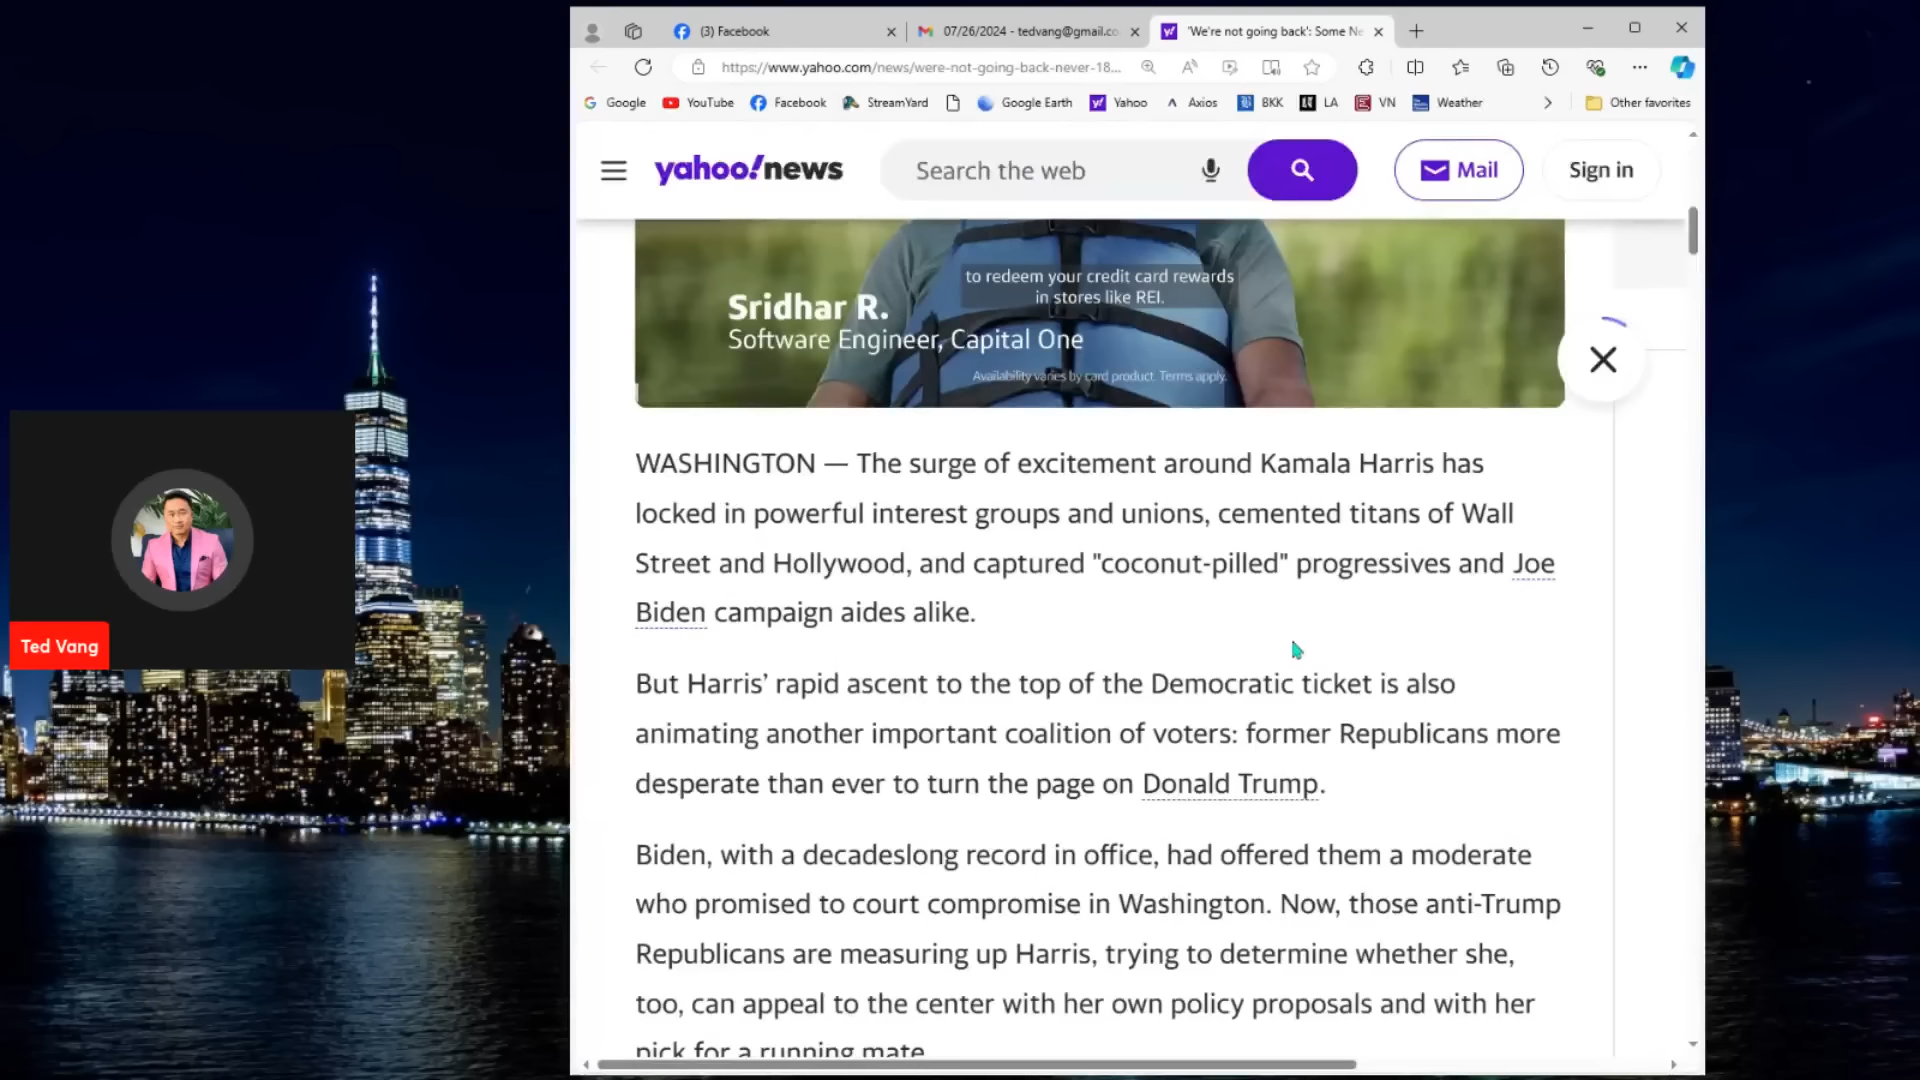 (3) Facebook
07/26/2024 - tedvang@gmail.co
'We're not going back': Some Ne
https://www.yahoo.com/news/were-not-going-back-never-18...
Google
YouTube
Facebook
StreamYard
Google Earth
Yahoo
Axios
BKK
LA
VN
Weather
Other favorites
yahoo!news
Search the web
Mail
Sign in
to redeem your credit card rewards
in stores like REI.
Sridhar R.
Software Engineer, Capital One
Availability varies by card product. Terms apply.
WASHINGTON — The surge of excitement around Kamala Harris has
locked in powerful interest groups and unions, cemented titans of Wall
Street and Hollywood, and captured "coconut-pilled" progressives and Joe
Biden campaign aides alike.
But Harris’ rapid ascent to the top of the Democratic ticket is also
animating another important coalition of voters: former Republicans more
desperate than ever to turn the page on Donald Trump.
Biden, with a decadeslong record in office, had offered them a moderate
who promised to court compromise in Washington. Now, those anti-Trump
Republicans are measuring up Harris, trying to determine whether she,
too, can appeal to the center with her own policy proposals and with her
pick for a running mate
Ted Vang